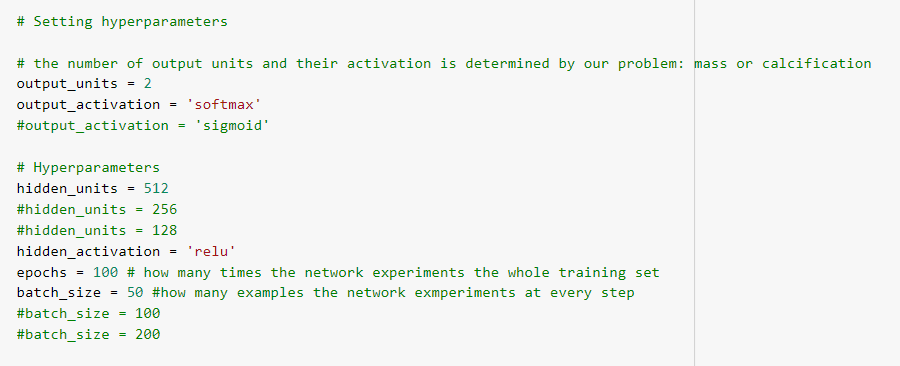 # Setting hyperparameters
# the number of output units and their activation is determined by our problem: mass or calcification
output_units = 2
output_activation = 'softmax'
#output_activation = 'sigmoid'
# Hyperparameters
hidden_units = 512
#hidden_units = 256
#hidden_units = 128
hidden_activation = 'relu'
epochs = 100 # how many times the network experiments the whole training set
batch_size = 50 #how many examples the network exmperiments at every step
#batch_size = 100
#batch_size = 200